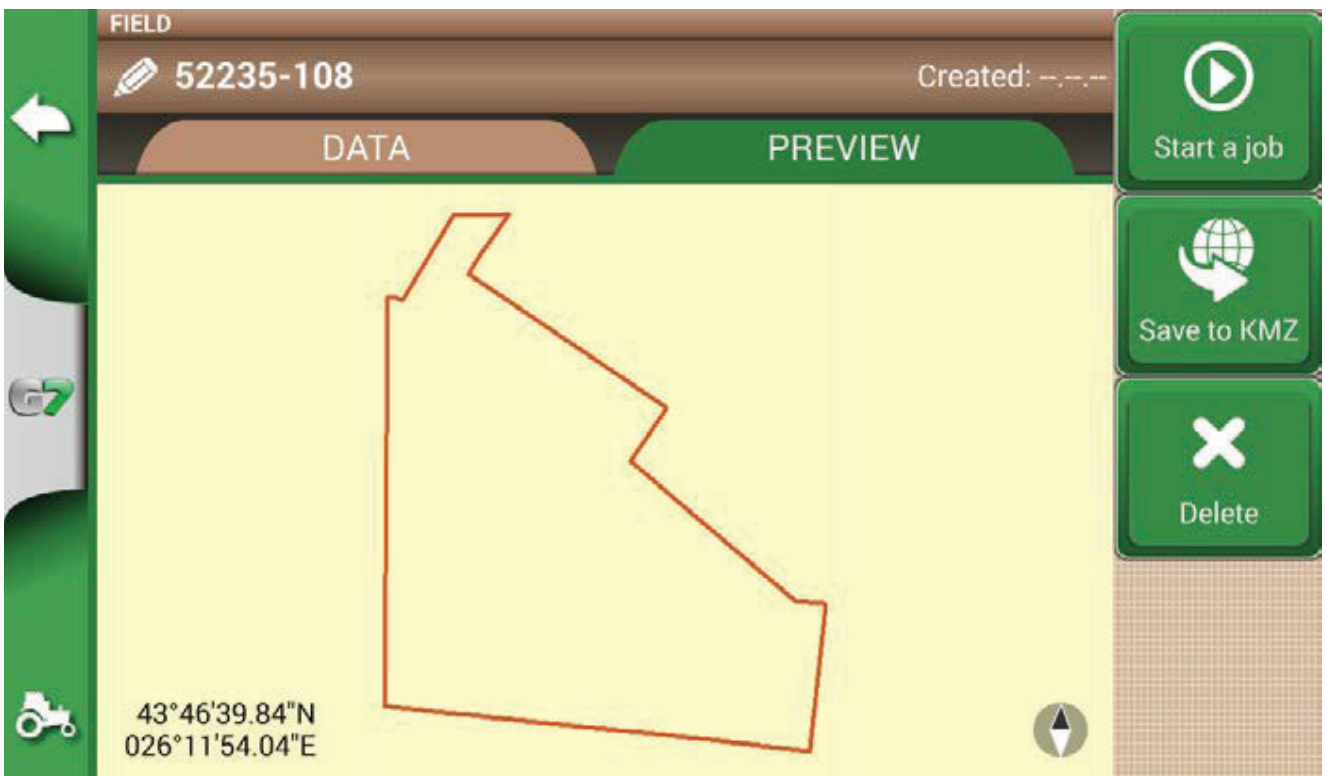 FIELD
52235-108
Created: --.--.--
DATA
PREVIEW
Start a job
Save to KMZ
Delete
G7
43°46'39.84"N
026°11'54.04"E